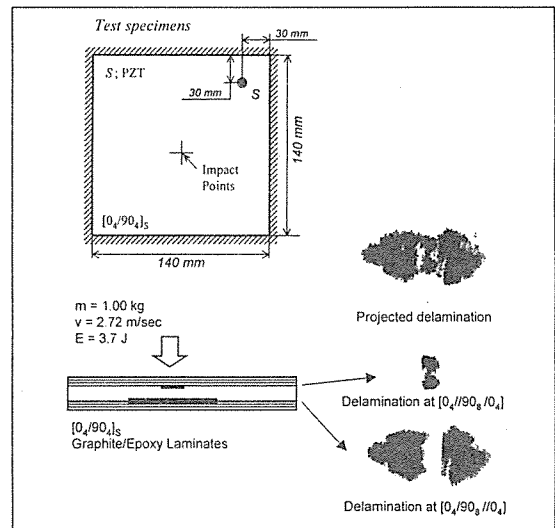 Test specimens
30 mm
S ; PZT
S
30 mm
140 mm
Impact
Points
[0₄/90₄]S
140 mm
m = 1.00 kg
v = 2.72 m/sec
E = 3.7 J
Projected delamination
Delamination at [0₄//90₈/0₄]
[0₄/90₄]S
Graphite/Epoxy Laminates
Delamination at [0₄/90₈//0₄]